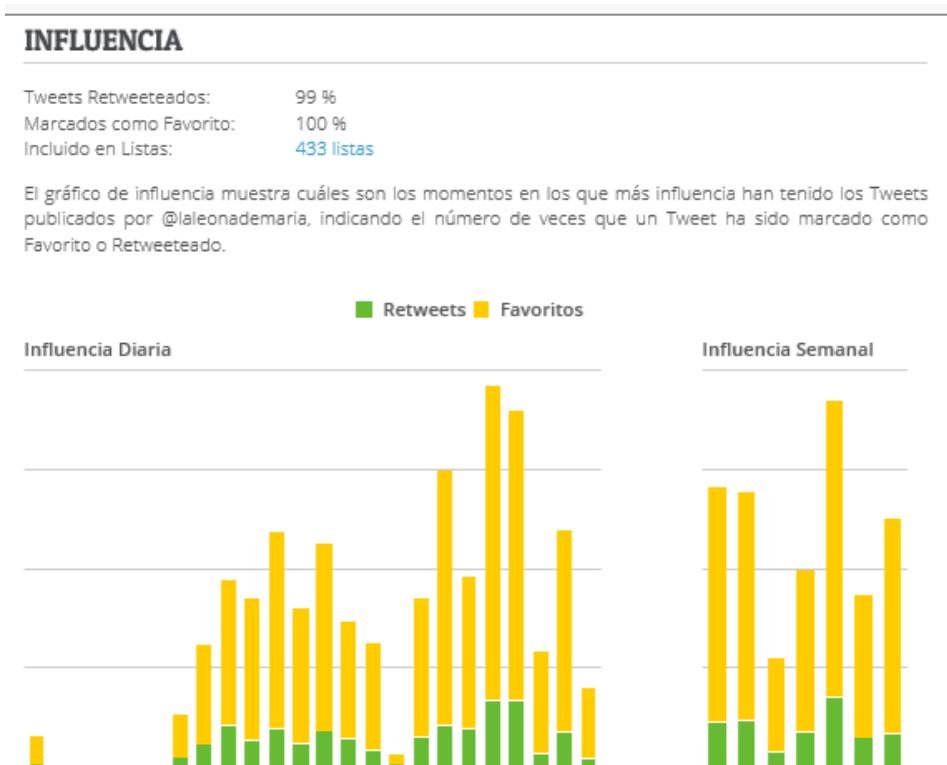 INFLUENCIA
Tweets Retweeteados: 99 %
Marcados como Favorito: 100 %
Incluido en Listas: 433 listas
El gráfico de influencia muestra cuáles son los momentos en los que más influencia han tenido los Tweets
publicados por @laleonademaria, indicando el número de veces que un Tweet ha sido marcado como
Favorito o Retweeteado.
Retweets Favoritos
Influencia Diaria
Influencia Semanal